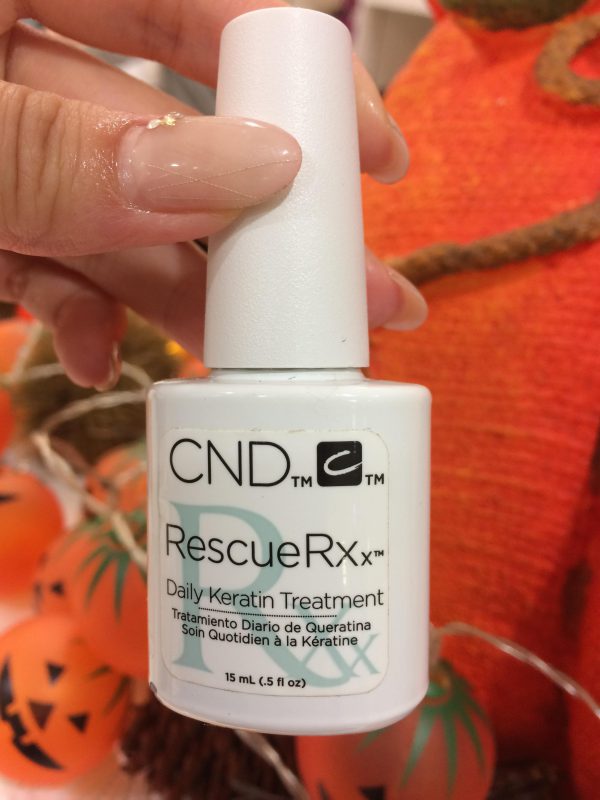 CND™ ™
RescueRxx™
Daily Keratin Treatment
Tratamiento Diario de Queratina
Soin Quotidien à la Kératine
15 mL (.5 fl oz)